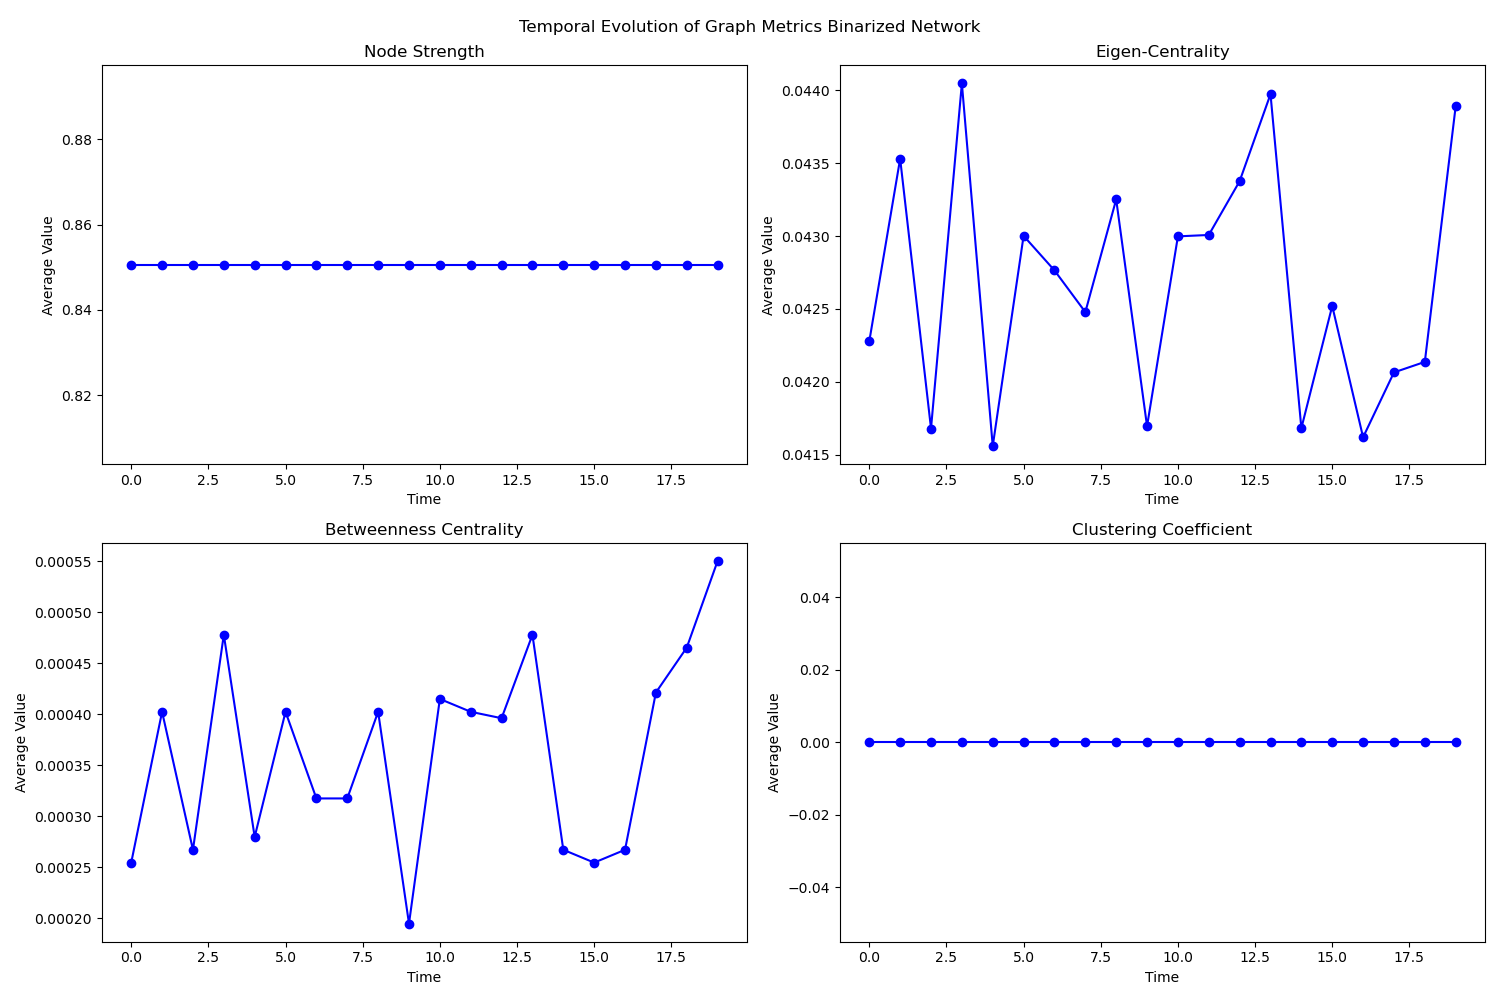 Temporal Evolution of Graph Metrics Binarized Network
Node Strength
0.88
0.86
0.84
0.82
Average Value
0.0 2.5 5.0 7.5 10.0 12.5 15.0 17.5
Time
Eigen-Centrality
0.0440
0.0435
0.0430
0.0425
0.0420
0.0415
Average Value
0.0 2.5 5.0 7.5 10.0 12.5 15.0 17.5
Time
Betweenness Centrality
0.00055
0.00050
0.00045
0.00040
0.00035
0.00030
0.00025
0.00020
Average Value
0.0 2.5 5.0 7.5 10.0 12.5 15.0 17.5
Time
Clustering Coefficient
0.04
0.02
0.00
−0.02
−0.04
Average Value
0.0 2.5 5.0 7.5 10.0 12.5 15.0 17.5
Time